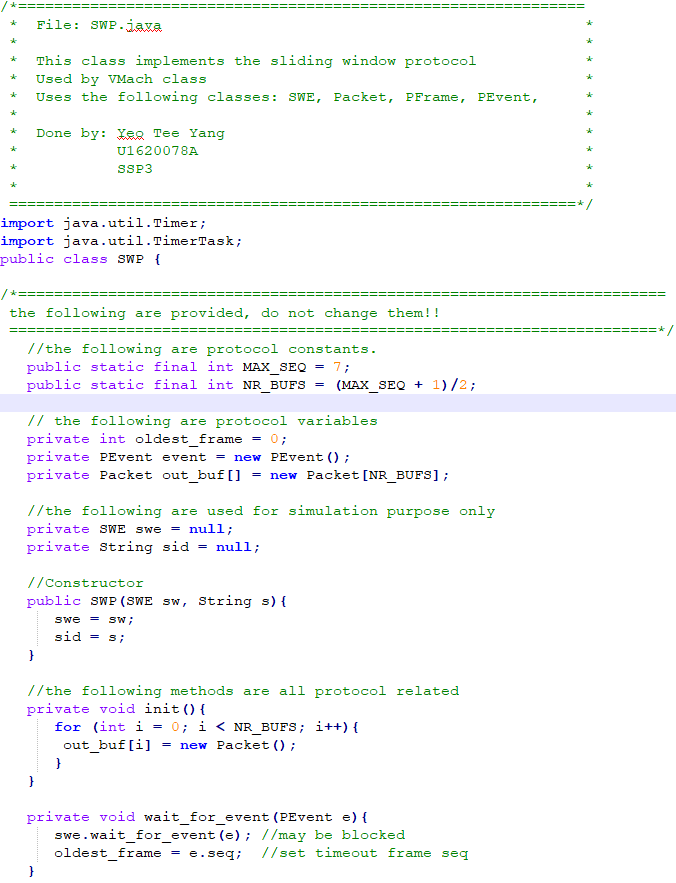 /*===============================================================
 *  File: SWP.java                                                *
 *                                                                *
 *  This class implements the sliding window protocol             *
 *  Used by VMach class                                           *
 *  Uses the following classes: SWE, Packet, PFrame, PEvent,      *
 *                                                                *
 *  Done by: Yeo Tee Yang                                         *
 *           U1620078A                                            *
 *           SSP3                                                 *
 *                                                                *
 ===============================================================*/
import java.util.Timer;
import java.util.TimerTask;
public class SWP {
/*========================================================================
 the following are provided, do not change them!!
 ========================================================================*/
   //the following are protocol constants.
   public static final int MAX_SEQ = 7;
   public static final int NR_BUFS = (MAX_SEQ + 1)/2;
   // the following are protocol variables
   private int oldest_frame = 0;
   private PEvent event = new PEvent();
   private Packet out_buf[] = new Packet[NR_BUFS];
   //the following are used for simulation purpose only
   private SWE swe = null;
   private String sid = null;
   //Constructor
   public SWP(SWE sw, String s){
      swe = sw;
      sid = s;
   }
   //the following methods are all protocol related
   private void init(){
      for (int i = 0; i < NR_BUFS; i++){
       out_buf[i] = new Packet();
      }
   }
   private void wait_for_event(PEvent e){
      swe.wait_for_event(e); //may be blocked
      oldest_frame = e.seq;  //set timeout frame seq
   }